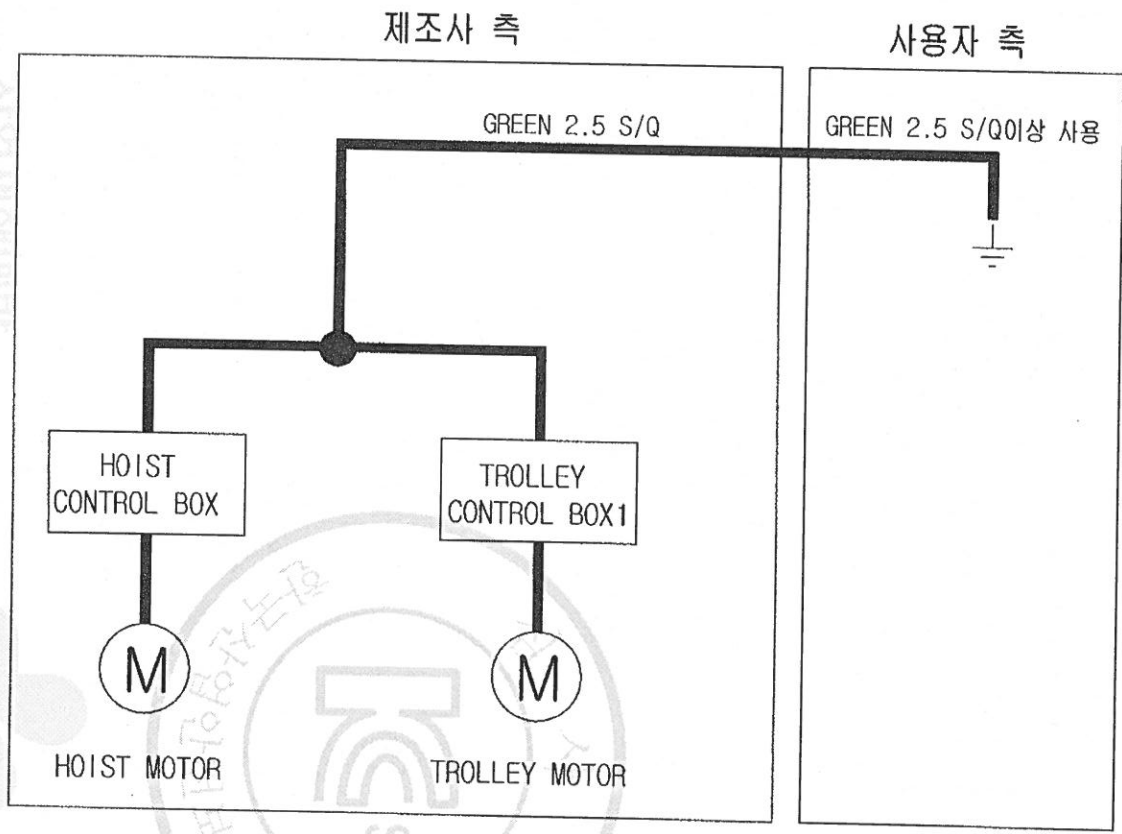 제조사 측
사용자 측
GREEN 2.5 S/Q
GREEN 2.5 S/Q이상 사용
HOIST
CONTROL BOX
TROLLEY
CONTROL BOX1
M
M
HOIST MOTOR
TROLLEY MOTOR